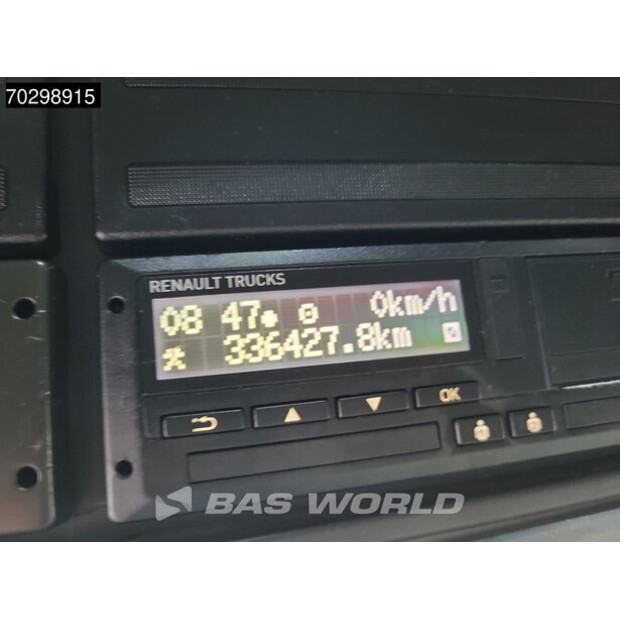 70298915
RENAULT TRUCKS
08 47 0km/h
336427.8km
OK
BAS WORLD